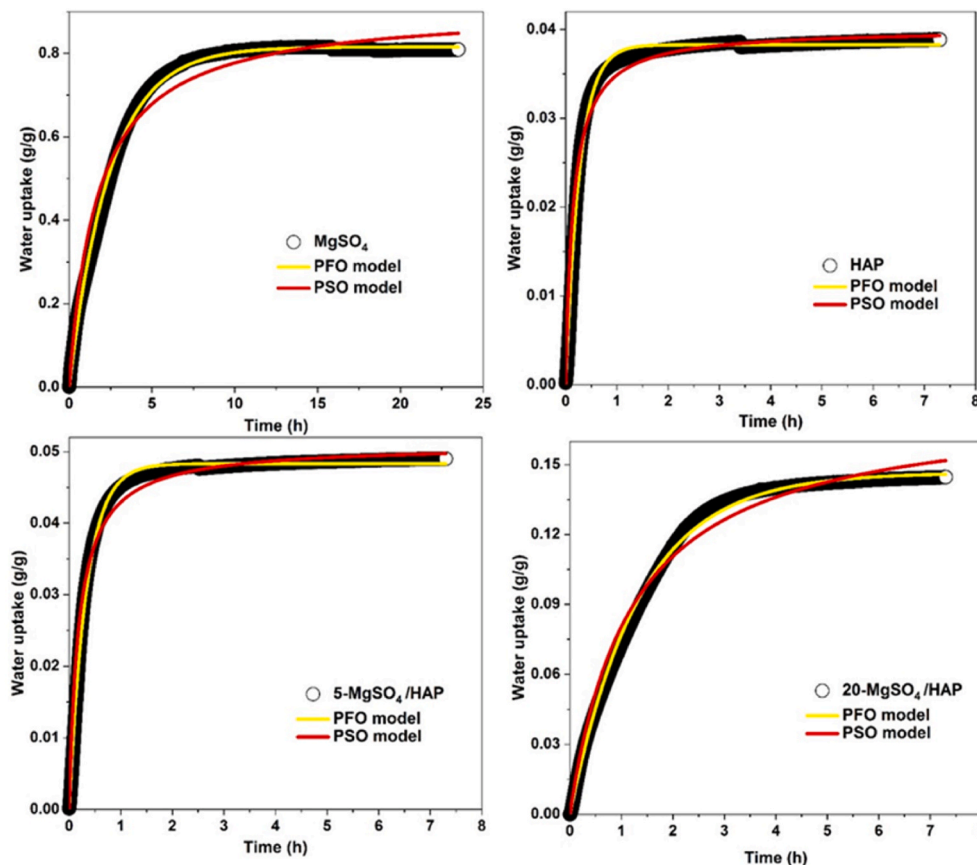 0.8
0.6
0.4
0.2
0.0
Water uptake (g/g)
MgSO₄
PFO model
PSO model
0 5 10 15 20 25
Time (h)
0.04
0.03
0.02
0.01
0.00
Water uptake (g/g)
HAP
PFO model
PSO model
0 1 2 3 4 5 6 7 8
Time (h)
0.05
0.04
0.03
0.02
0.01
0.00
Water uptake (g/g)
5-MgSO₄/HAP
PFO model
PSO model
0 1 2 3 4 5 6 7 8
Time (h)
0.15
0.12
0.09
0.06
0.03
0.00
Water uptake (g/g)
20-MgSO₄/HAP
PFO model
PSO model
0 1 2 3 4 5 6 7
Time (h)